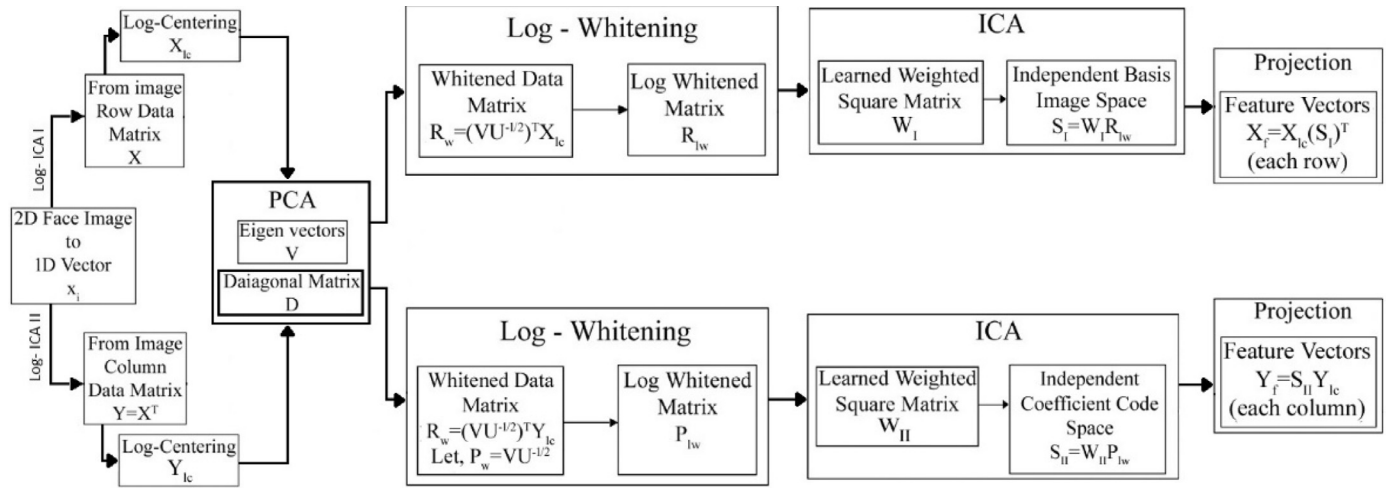 Log-Centering
X_lc
From image
Row Data
Matrix
X
Log- ICA I
2D Face Image
to
1D Vector
x_i
Log- ICA II
From Image
Column
Data Matrix
Y=X^T
Log-Centering
Y_lc
PCA
Eigen vectors
V
Daiagonal Matrix
D
Log - Whitening
Whitened Data
Matrix
R_w=(VU^-1/2)^T X_lc
Log Whitened
Matrix
R_lw
ICA
Learned Weighted
Square Matrix
W_I
Independent Basis
Image Space
S_I=W_I R_lw
Projection
Feature Vectors
X_f=X_lc(S_I)^T
(each row)
Log - Whitening
Whitened Data
Matrix
R_w=(VU^-1/2)^T Y_lc
Let, P_w=VU^-1/2
Log Whitened
Matrix
P_lw
ICA
Learned Weighted
Square Matrix
W_II
Independent
Coefficient Code
Space
S_II=W_II P_lw
Projection
Feature Vectors
Y_f=S_II Y_lc
(each column)